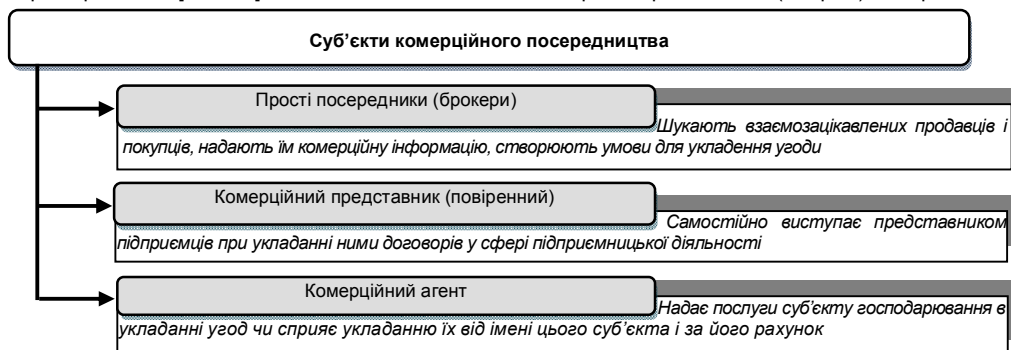 Суб’єкти комерційного посередництва
Прості посередники (брокери)
Шукають взаємозацікавлених продавців і
покупців, надають їм комерційну інформацію, створюють умови для укладення угоди
Комерційний представник (повіренний)
Самостійно виступає представником
підприємців при укладанні ними договорів у сфері підприємницької діяльності
Комерційний агент
Надає послуги суб’єкту господарювання в
укладанні угод чи сприяє укладанню їх від імені цього суб’єкта і за його рахунок